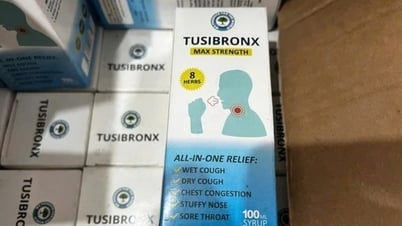 TUSIBRONX
MAX STRENGTH
8
HERBS
ALL-IN-ONE RELIEF:
WET COUGH
DRY COUGH
CHEST CONGESTION
STUFFY NOSE
SORE THROAT
100ML
SYRUP
TUSIBRONX
TUSIBRONX
TUSIBRONX